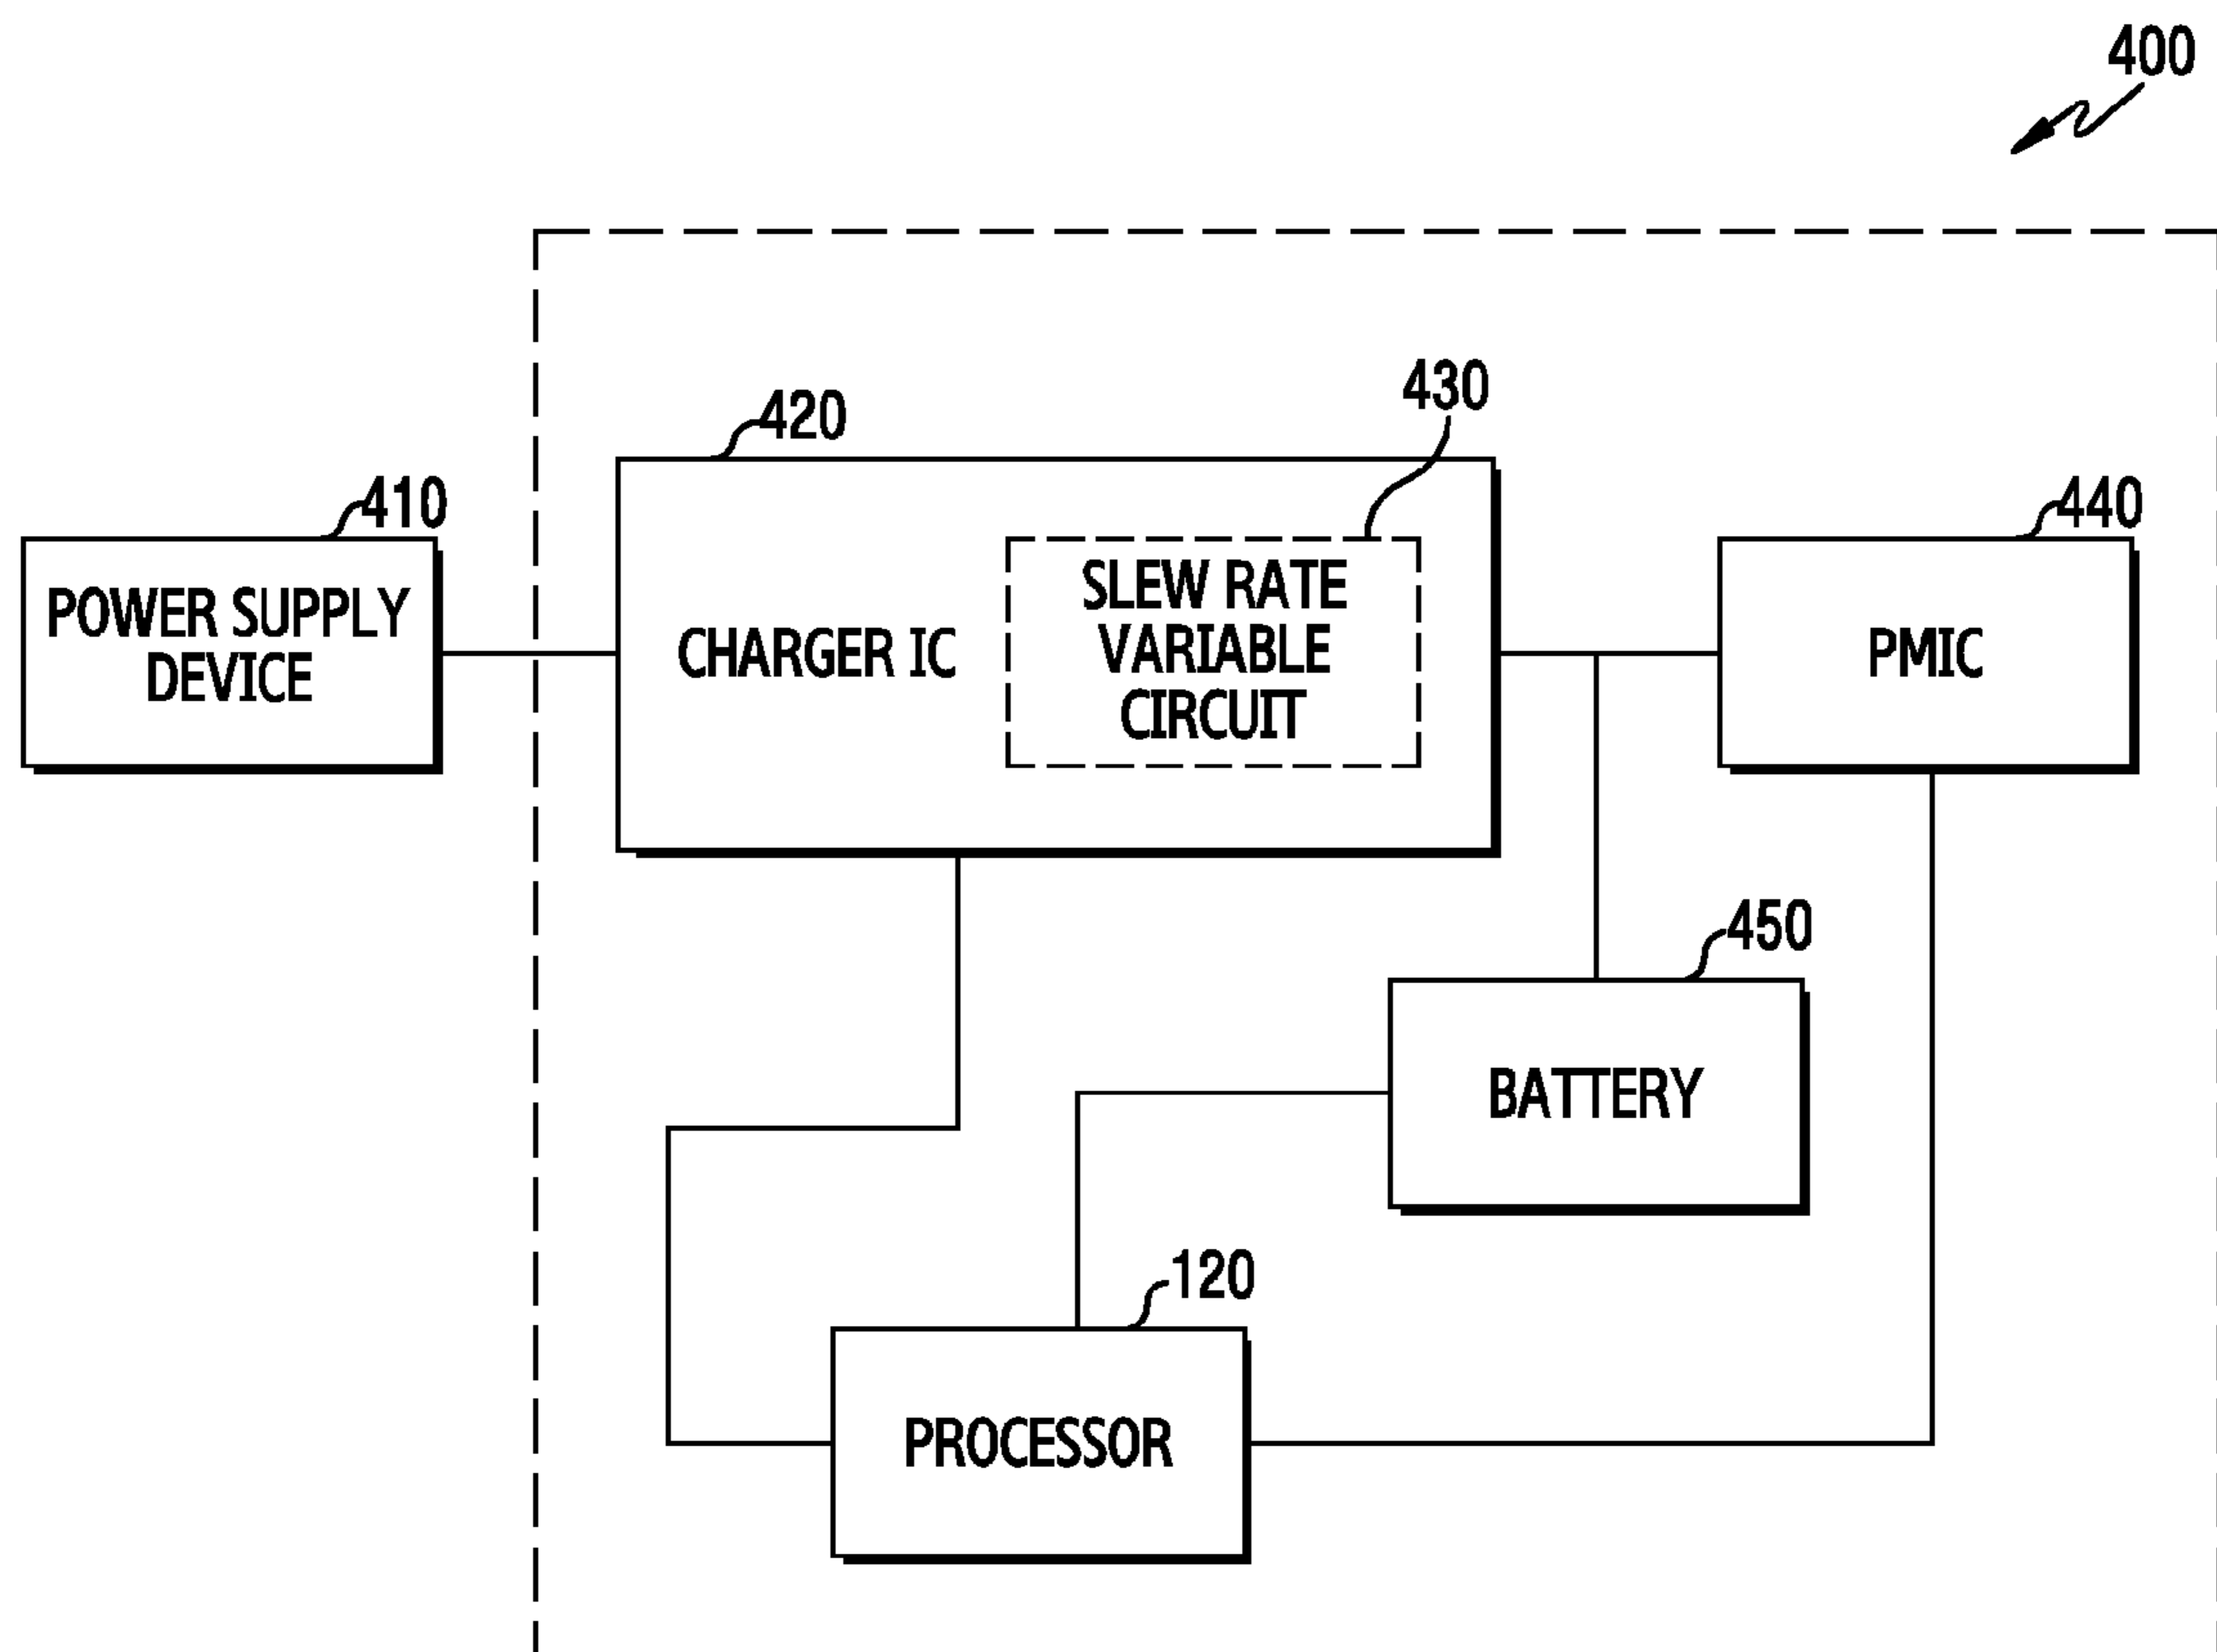 400
430
420
410
440
SLEW RATE
VARIABLE
CIRCUIT
POWER SUPPLY
DEVICE
CHARGER IC
PMIC
450
BATTERY
120
PROCESSOR